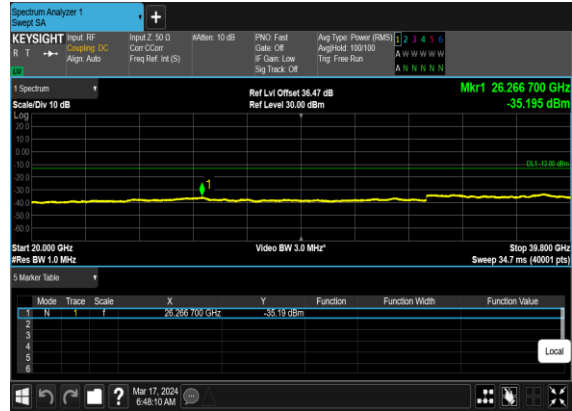 Spectrum Analyzer 1
Swept SA
+
KEYSIGHT Input: RF Input Z: 50 Ω #Atten: 10 dB PNO: Fast Avg Type: Power (RMS) 1 2 3 4 5 6
R T Coupling: DC Corr CCorr Gate: Off Avg|Hold: 100/100 A W W W W W
Align: Auto Freq Ref: Int (S) IF Gain: Low Trig: Free Run
Sig Track: Off A N N N N N
1 Spectrum Ref Lvl Offset 36.47 dB Mkr1 26.266 700 GHz
Scale/Div 10 dB Ref Level 30.00 dBm -35.195 dBm
Log
20.0
10.0
0.00
-10.0 DL1 -13.00 dBm
-20.0
-30.0 1
-40.0
-50.0
-60.0
Start 20.000 GHz Video BW 3.0 MHz* Stop 39.800 GHz
#Res BW 1.0 MHz Sweep 34.7 ms (40001 pts)
5 Marker Table
Mode Trace Scale X Y Function Function Width Function Value
1 N 1 f 26.266 700 GHz -35.19 dBm
2
3
4
5
6
Local
? Mar 17, 2024
6:48:10 AM